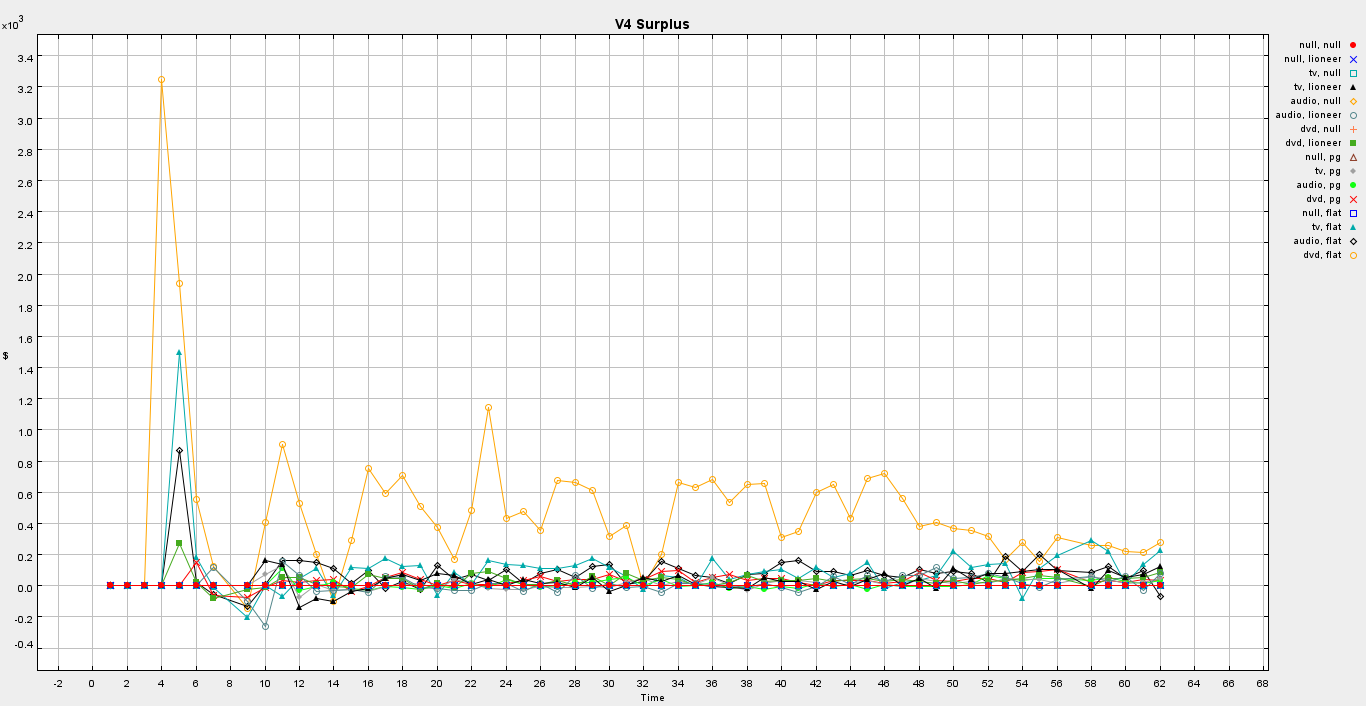 V4 Surplus
×10³
3.4
3.2
3.0
2.8
2.6
2.4
2.2
2.0
1.8
1.6
1.4
1.2
1.0
0.8
0.6
0.4
0.2
0.0
-0.2
-0.4
$
-2 0 2 4 6 8 10 12 14 16 18 20 22 24 26 28 30 32 34 36 38 40 42 44 46 48 50 52 54 56 58 60 62 64 66 68
Time
null, null
null, lioneer
tv, null
tv, lioneer
audio, null
audio, lioneer
dvd, null
dvd, lioneer
null, pg
tv, pg
audio, pg
dvd, pg
null, flat
tv, flat
audio, flat
dvd, flat